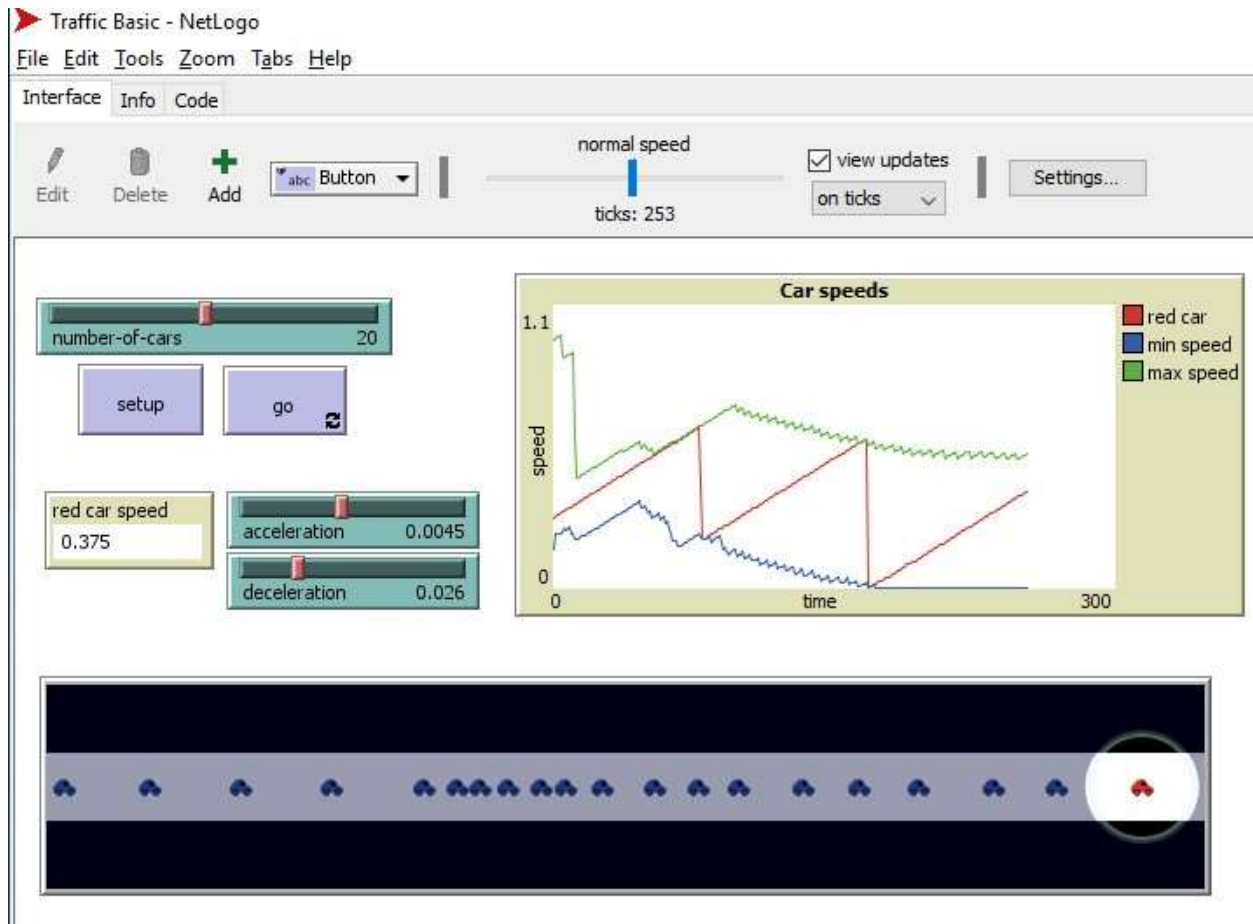 Traffic Basic - NetLogo
File Edit Tools Zoom Tabs Help
Interface Info Code
Edit Delete Add abc Button normal speed ticks: 253 view updates on ticks Settings...
number-of-cars 20
setup go
red car speed
0.375
acceleration 0.0045
deceleration 0.026
Car speeds
1.1
speed
0
0 time 300
red car
min speed
max speed